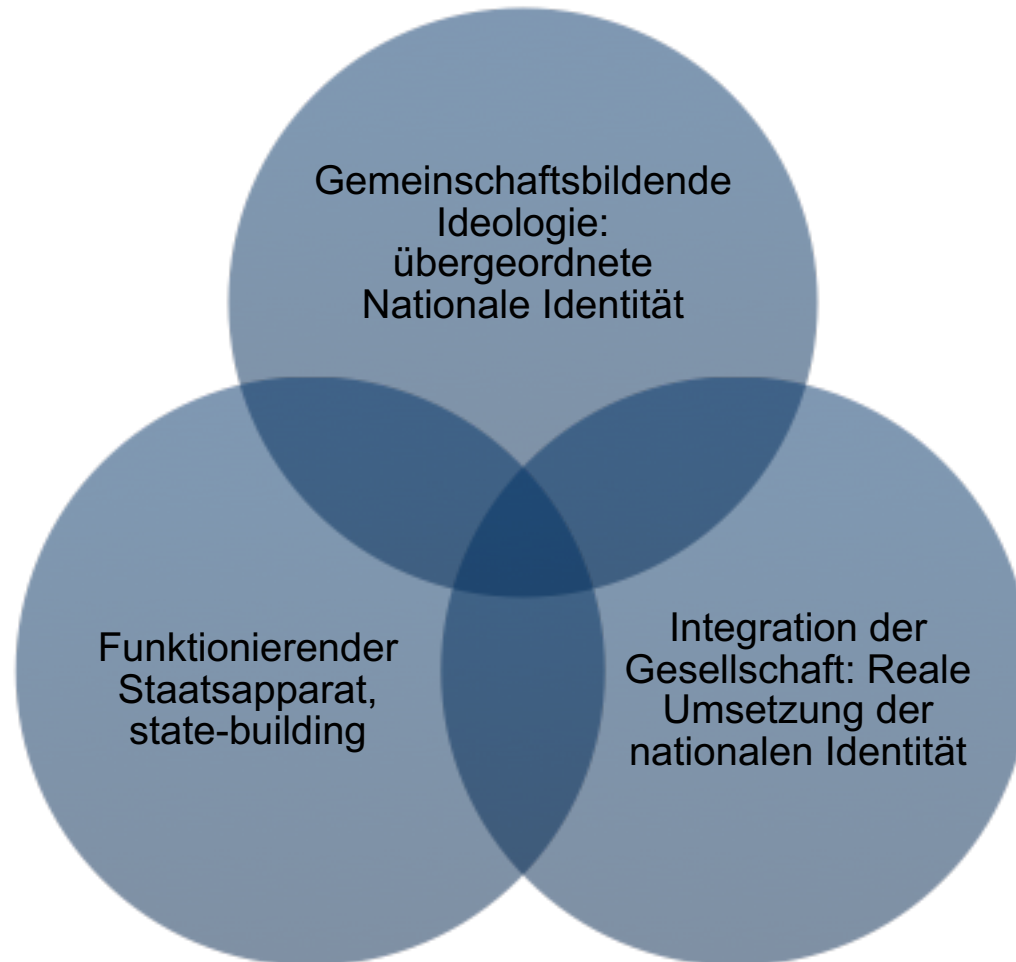 Gemeinschaftsbildende
Ideologie:
übergeordnete
Nationale Identität
Funktionierender
Staatsapparat,
state-building
Integration der
Gesellschaft: Reale
Umsetzung der
nationalen Identität